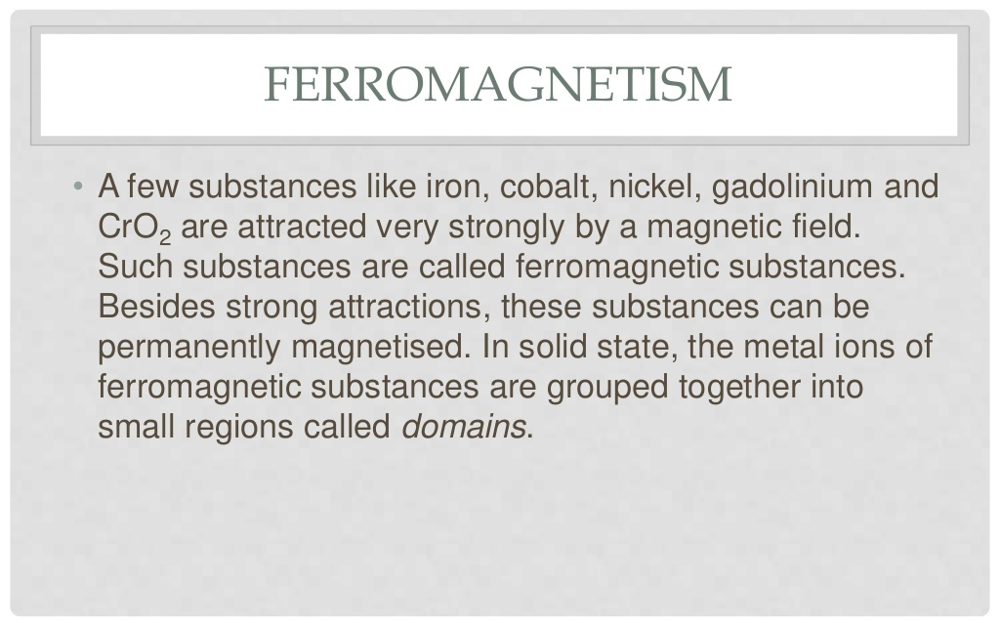 FERROMAGNETISM
• A few substances like iron, cobalt, nickel, gadolinium and
CrO₂ are attracted very strongly by a magnetic field.
Such substances are called ferromagnetic substances.
Besides strong attractions, these substances can be
permanently magnetised. In solid state, the metal ions of
ferromagnetic substances are grouped together into
small regions called domains.